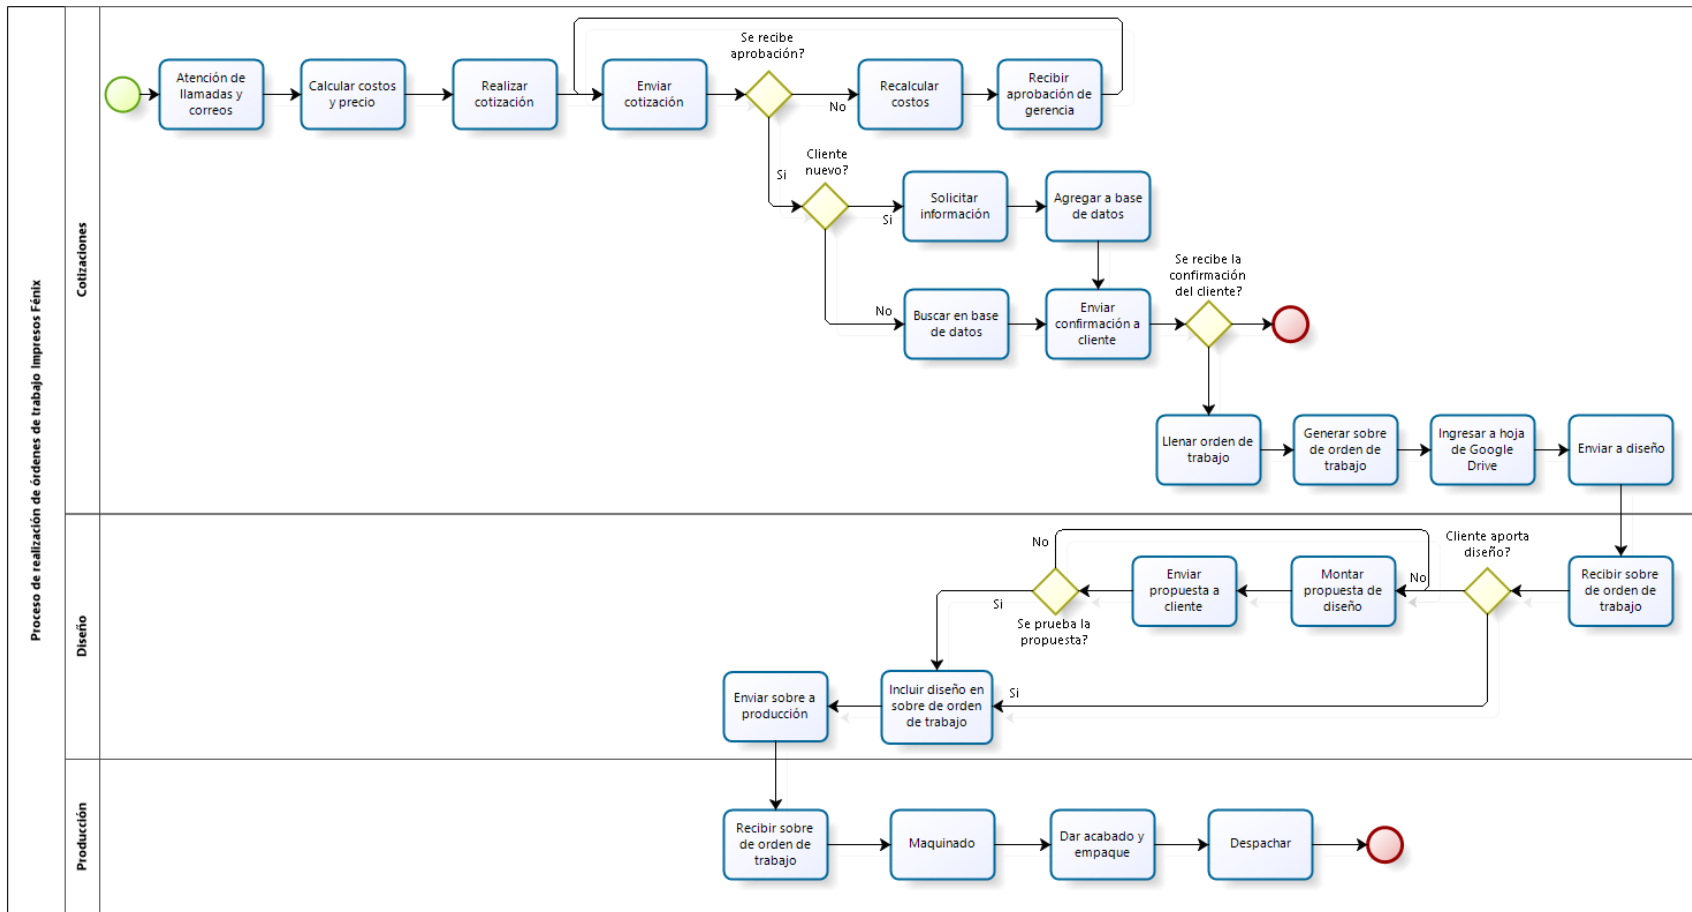 Proceso de realización de órdenes de trabajo Impresos Fénix
Cotizaciones
Atención de
llamadas y
correos
Calcular costos
y precio
Realizar
cotización
Enviar
cotización
Se recibe
aprobación?
No
Recalcular
costos
Recibir
aprobación de
gerencia
Si
Cliente
nuevo?
Si
Solicitar
información
Agregar a base
de datos
No
Buscar en base
de datos
Enviar
confirmación a
cliente
Se recibe la
confirmación
del cliente?
Llenar orden de
trabajo
Generar sobre
de orden de
trabajo
Ingresar a hoja
de Google
Drive
Enviar a diseño
Diseño
Recibir sobre
de orden de
trabajo
Cliente aporta
diseño?
No
Montar
propuesta de
diseño
Enviar
propuesta a
cliente
No
Se prueba la
propuesta?
Si
Si
Incluir diseño en
sobre de orden
de trabajo
Enviar sobre a
producción
Producción
Recibir sobre
de orden de
trabajo
Maquinado
Dar acabado y
empaque
Despachar